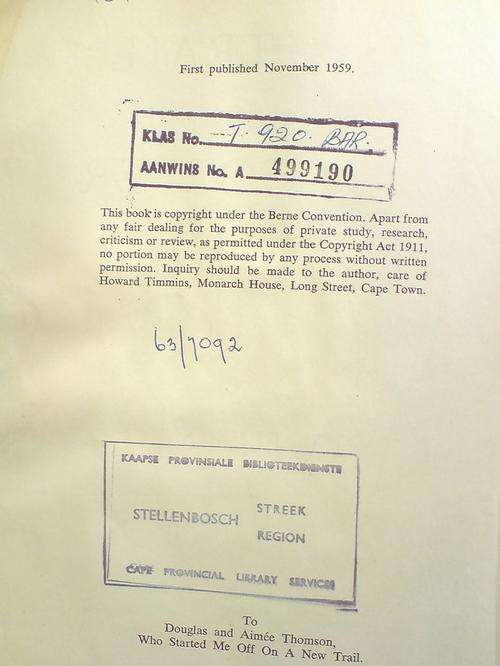 First published November 1959.
KLAS No. T 920. BAR.
AANWINS No. A 499190
This book is copyright under the Berne Convention. Apart from
any fair dealing for the purposes of private study, research,
criticism or review, as permitted under the Copyright Act 1911,
no portion may be reproduced by any process without written
permission. Inquiry should be made to the author, care of
Howard Timmins, Monarch House, Long Street, Cape Town.
63/7092
KAAPSE PROVINSIALE BIBLIOTEEKDIENSTE
STELLENBOSCH STREEK
REGION
CAPE PROVINCIAL LIBRARY SERVICES
To
Douglas and Aimée Thomson,
Who Started Me Off On A New Trail.